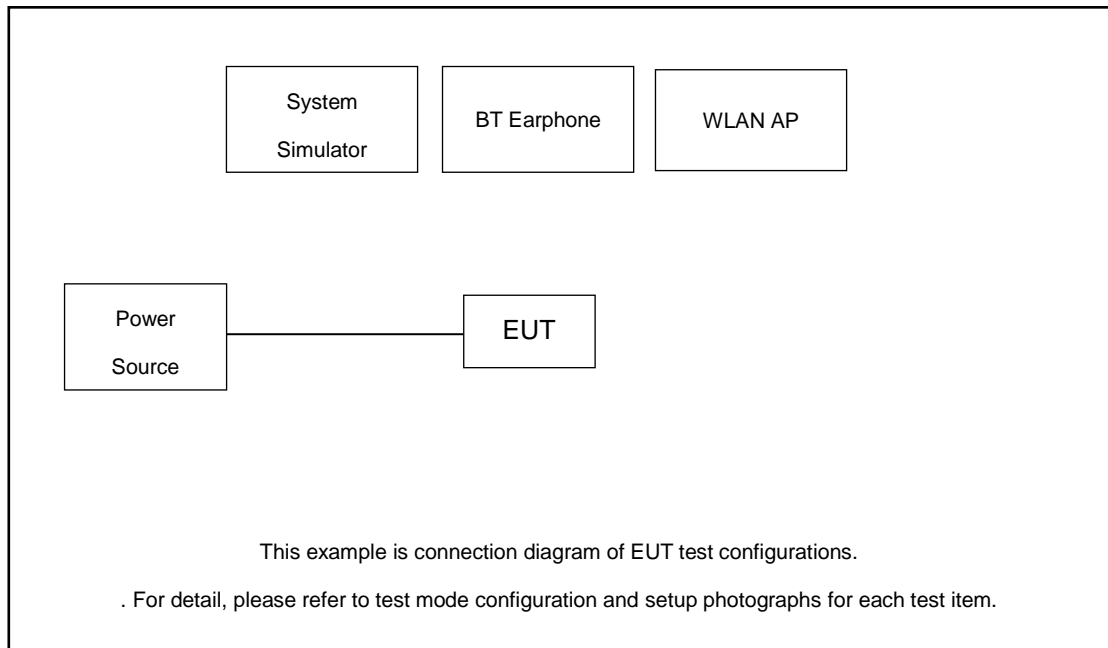 System
Simulator
BT Earphone
WLAN AP
Power
Source
EUT
This example is connection diagram of EUT test configurations.
. For detail, please refer to test mode configuration and setup photographs for each test item.